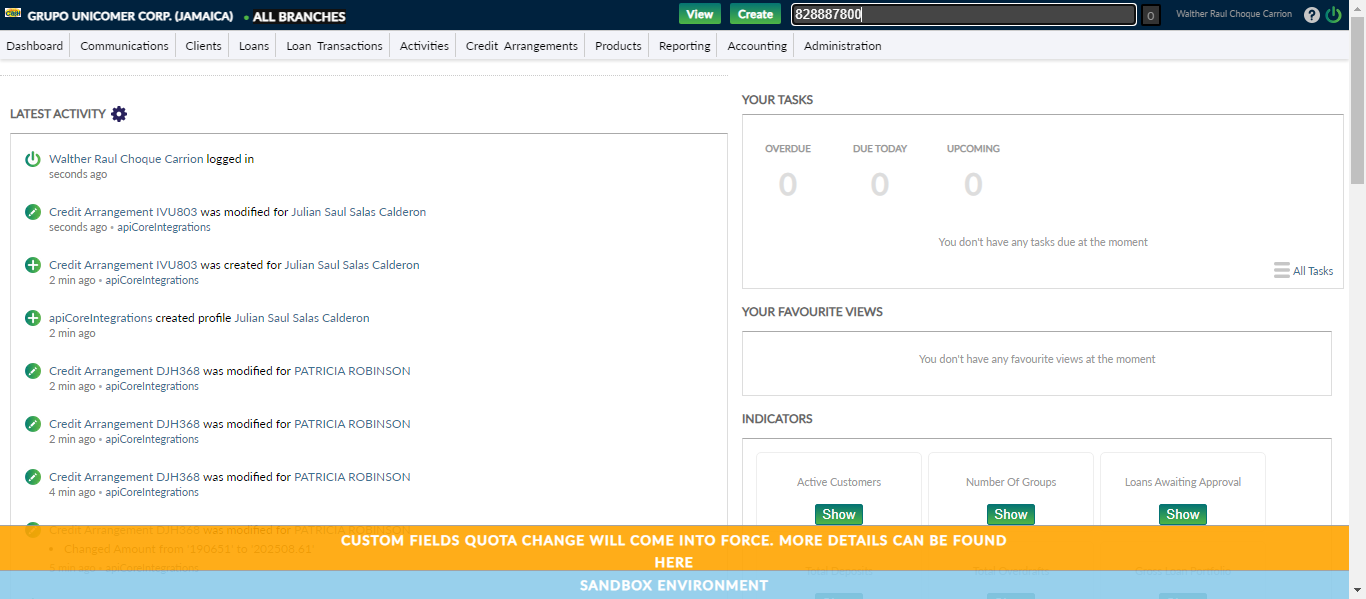 GRUPO UNICOMER CORP. (JAMAICA) • ALL BRANCHES
View Create 828887800 0 Walther Raul Choque Carrion ?
Dashboard Communications Clients Loans Loan Transactions Activities Credit Arrangements Products Reporting Accounting Administration
LATEST ACTIVITY
Walther Raul Choque Carrion logged in
seconds ago
Credit Arrangement IVU803 was modified for Julian Saul Salas Calderon
seconds ago • apiCoreIntegrations
Credit Arrangement IVU803 was created for Julian Saul Salas Calderon
2 min ago • apiCoreIntegrations
apiCoreIntegrations created profile Julian Saul Salas Calderon
2 min ago
Credit Arrangement DJH368 was modified for PATRICIA ROBINSON
2 min ago • apiCoreIntegrations
Credit Arrangement DJH368 was modified for PATRICIA ROBINSON
2 min ago • apiCoreIntegrations
Credit Arrangement DJH368 was modified for PATRICIA ROBINSON
4 min ago • apiCoreIntegrations
Credit Arrangement DJH368 was modified for PATRICIA ROBINSON
• Changed Amount from '190651' to '202508.61'
5 min ago • apiCoreIntegrations
YOUR TASKS
OVERDUE DUE TODAY UPCOMING
0 0 0
You don't have any tasks due at the moment
All Tasks
YOUR FAVOURITE VIEWS
You don't have any favourite views at the moment
INDICATORS
Active Customers Number Of Groups Loans Awaiting Approval
Show Show Show
Total Deposits Total Overdrafts Gross Loan Portfolio
CUSTOM FIELDS QUOTA CHANGE WILL COME INTO FORCE. MORE DETAILS CAN BE FOUND
HERE
SANDBOX ENVIRONMENT